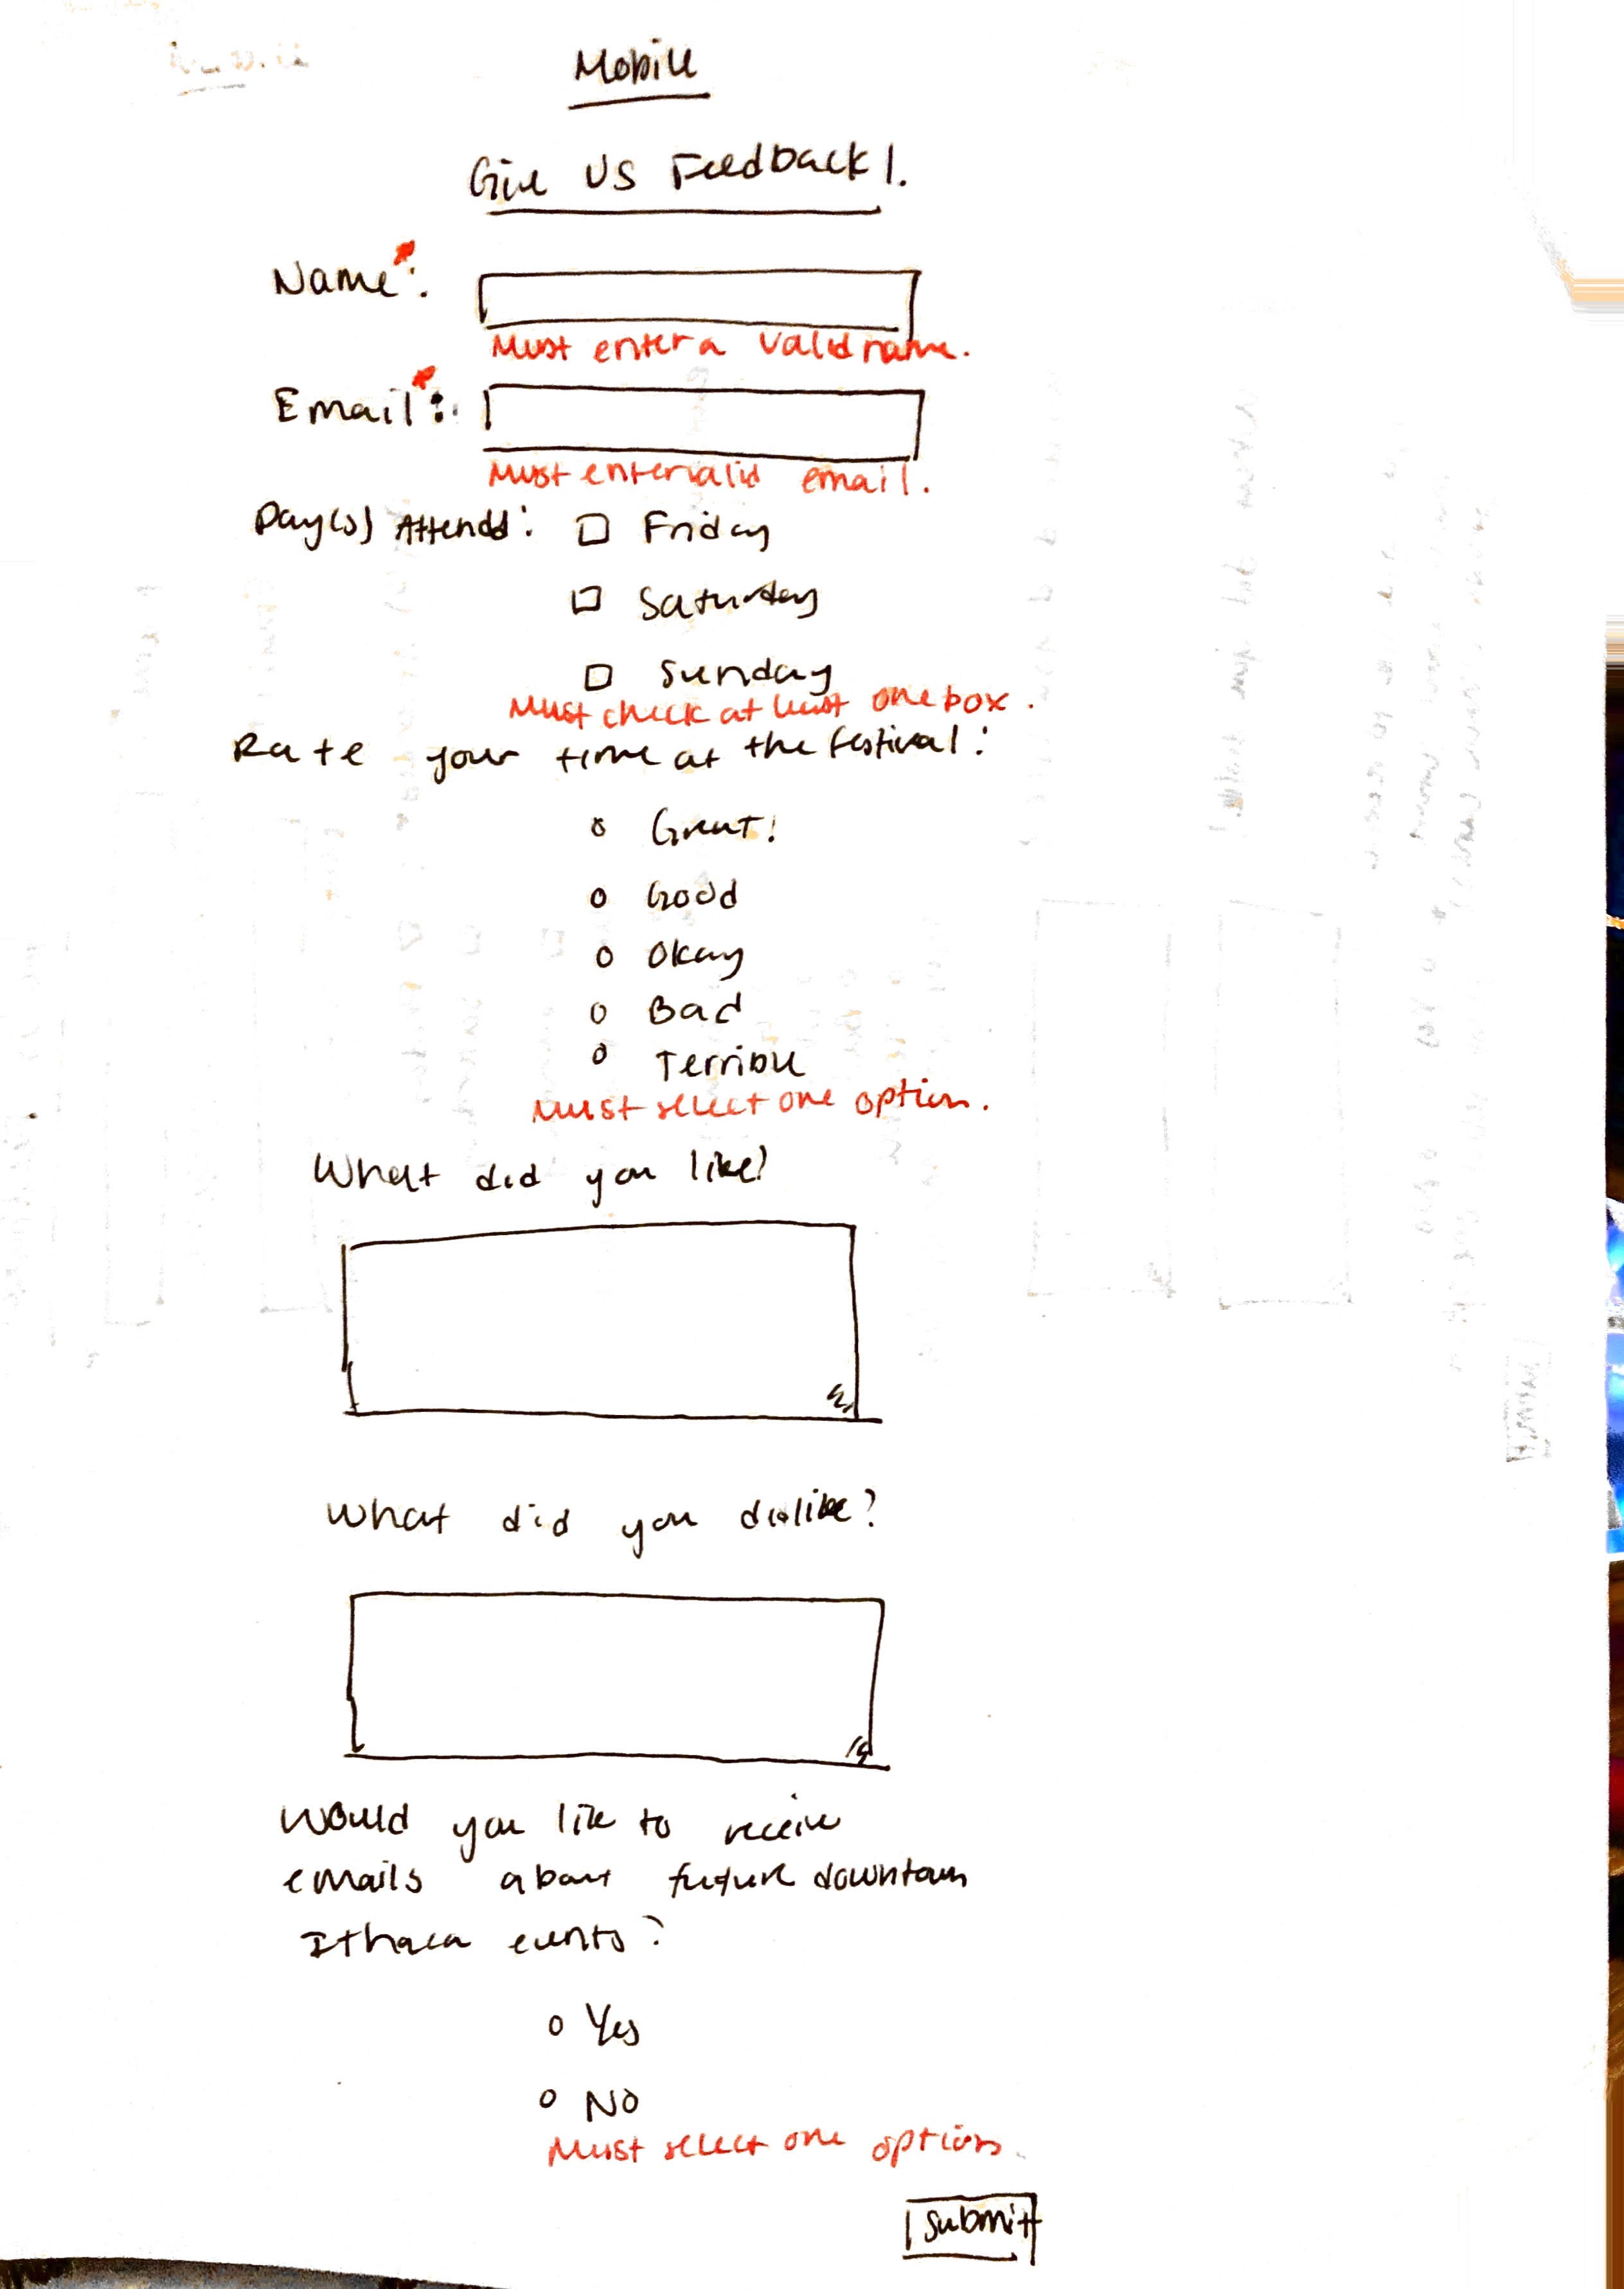 Mobile
Give us Feedback!
Name*:
Must enter a valid name.
Email*:
Must enter valid email.
Day(s) Attendd: Friday
Saturday
Sunday
Must check at least one box.
Rate your time at the festival:
Great!
Good
Okay
Bad
Terrible
Must select one option.
What did you like?
What did you dislike?
Would you like to receive
emails about future downtown
Ithaca events?
Yes
No
Must select one option.
Submit